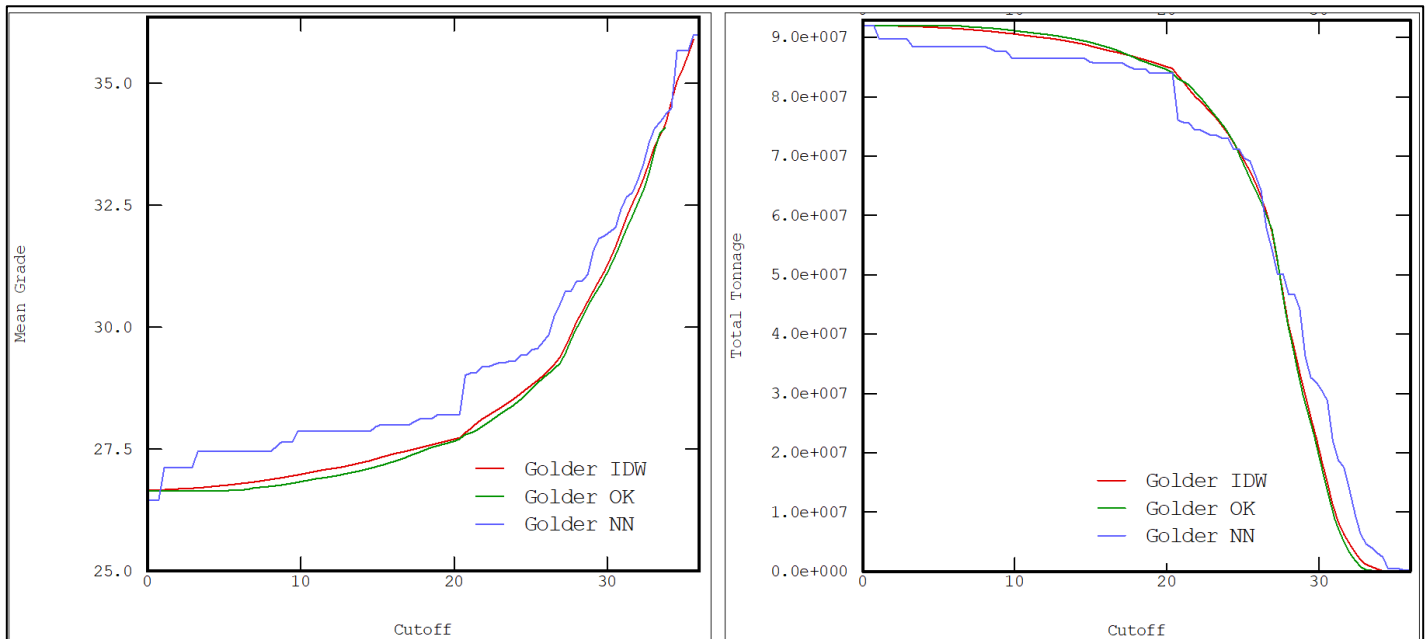 35.0
32.5
30.0
27.5
25.0
Mean Grade
Golder IDW
Golder OK
Golder NN
0
20
30
Cutoff
0
10
20
30
9.0e+007
8.0e+007
7.0e+007
6.0e+007
5.0e+007
4.0e+007
3.0e+007
2.0e+007
1.0e+007
0.0e+000
Total Tonnage
Golder IDW
Golder OK
Golder NN
0
10
20
30
Cutoff